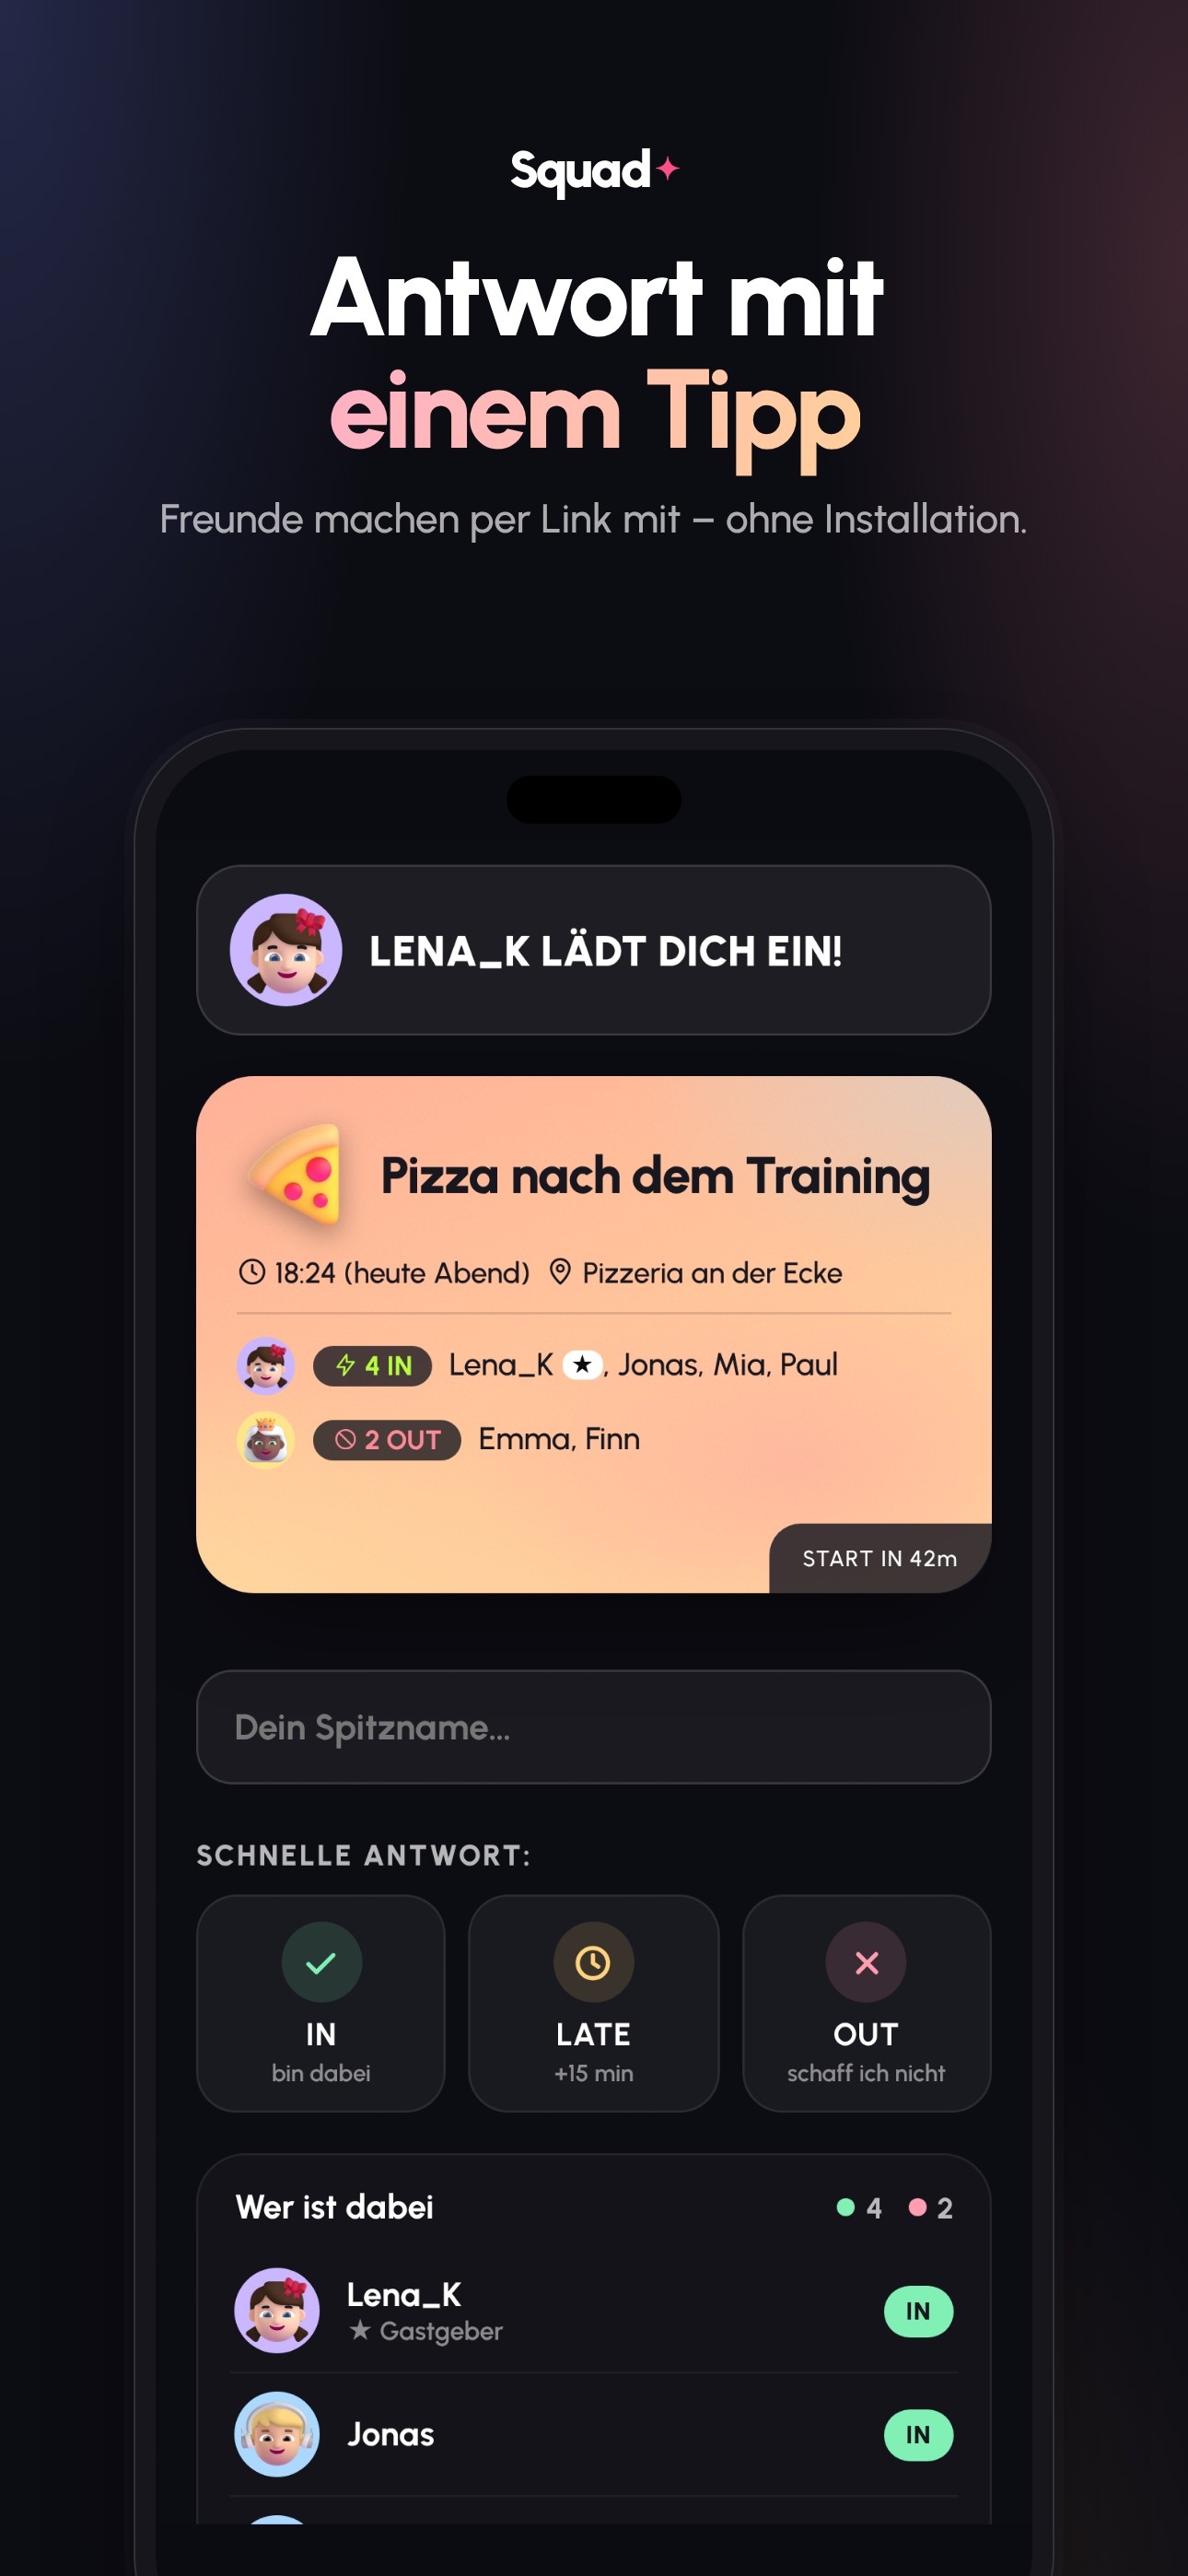 Squad
Antwort mit
einem Tipp
Freunde machen per Link mit – ohne Installation.
LENA_K LÄDT DICH EIN!
Pizza nach dem Training
18:24 (heute Abend) Pizzeria an der Ecke
4 IN Lena_K ★, Jonas, Mia, Paul
2 OUT Emma, Finn
START IN 42m
Dein Spitzname...
SCHNELLE ANTWORT:
IN LATE OUT
bin dabei +15 min schaff ich nicht
Wer ist dabei 4 2
Lena_K IN
★ Gastgeber
Jonas IN